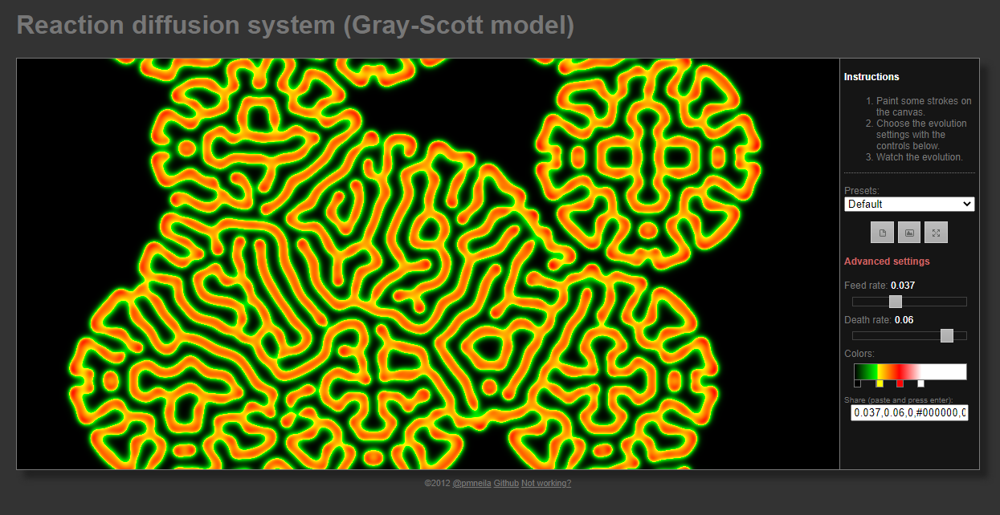 Reaction diffusion system (Gray-Scott model)
Instructions
1. Paint some strokes on
the canvas.
2. Choose the evolution
settings with the
controls below.
3. Watch the evolution.
Presets:
Default
Advanced settings
Feed rate: 0.037
Death rate: 0.06
Colors:
Share (paste and press enter):
0.037,0.06,0,#000000,0
©2012 @pmneila Github Not working?